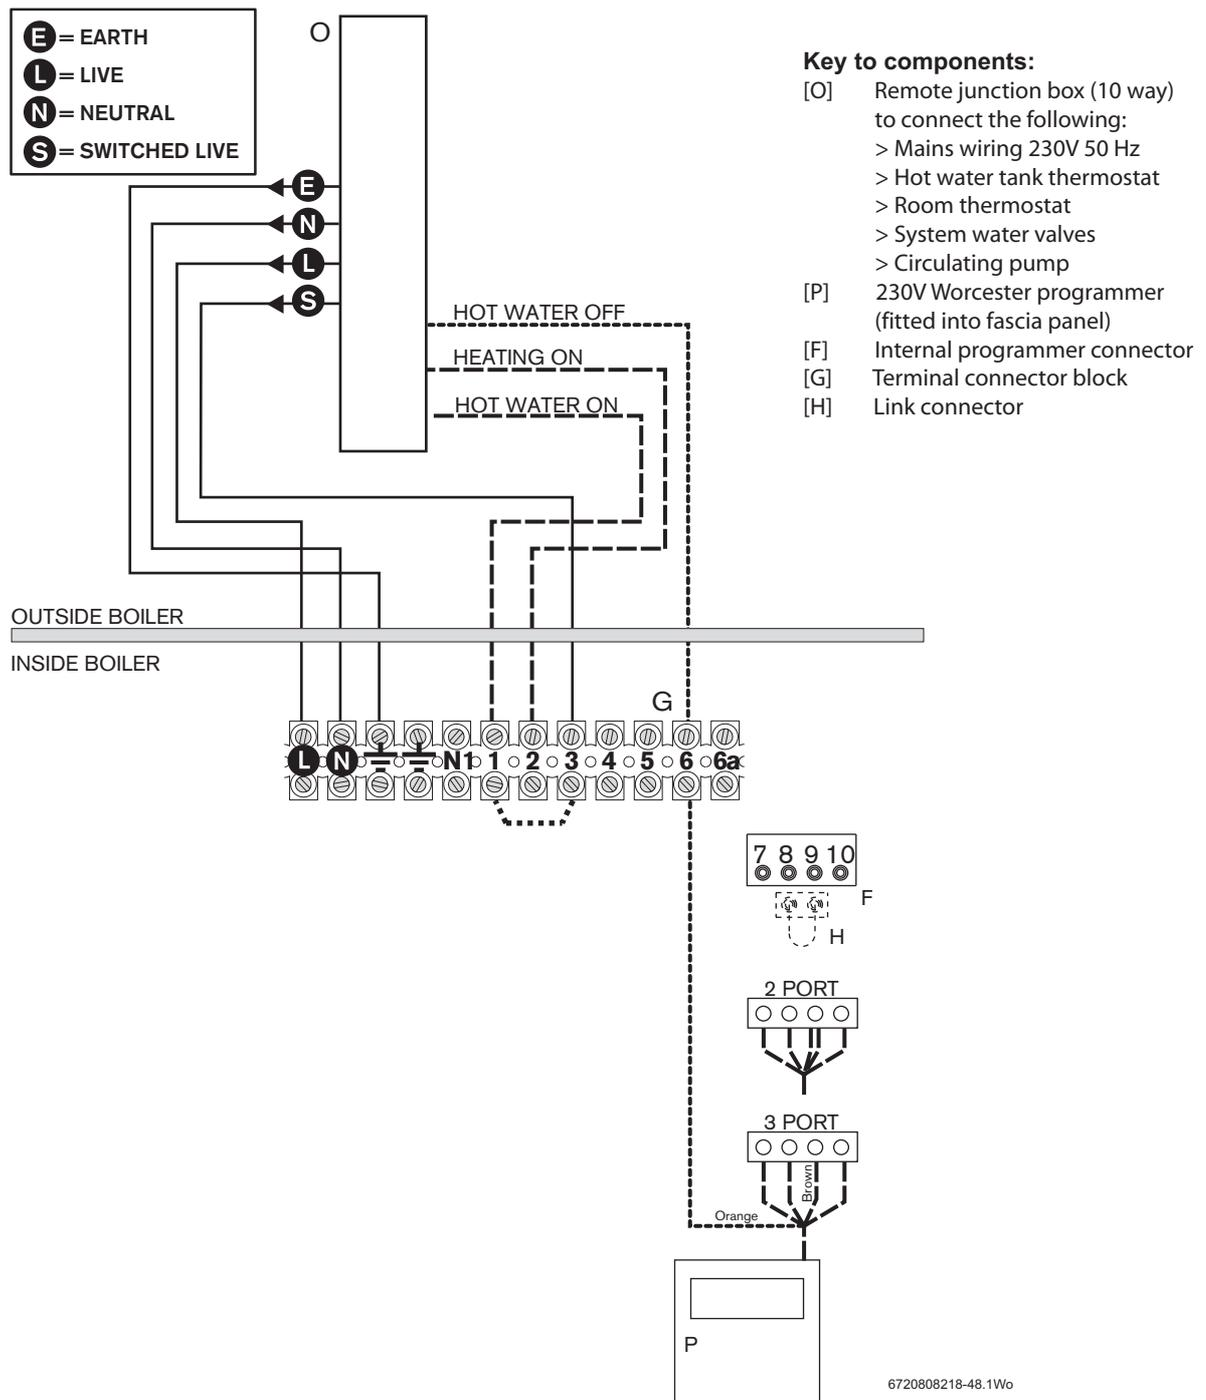 E = EARTH
L = LIVE
N = NEUTRAL
S = SWITCHED LIVE
O
Key to components:
[O] Remote junction box (10 way)
to connect the following:
> Mains wiring 230V 50 Hz
> Hot water tank thermostat
> Room thermostat
> System water valves
> Circulating pump
[P] 230V Worcester programmer
(fitted into fascia panel)
[F] Internal programmer connector
[G] Terminal connector block
[H] Link connector
E
N
L
S
HOT WATER OFF
HEATING ON
HOT WATER ON
OUTSIDE BOILER
INSIDE BOILER
G
L N N1 1 2 3 4 5 6 6a
7 8 9 10
F
H
2 PORT
3 PORT
Brown
Orange
P
6720808218-48.1Wo